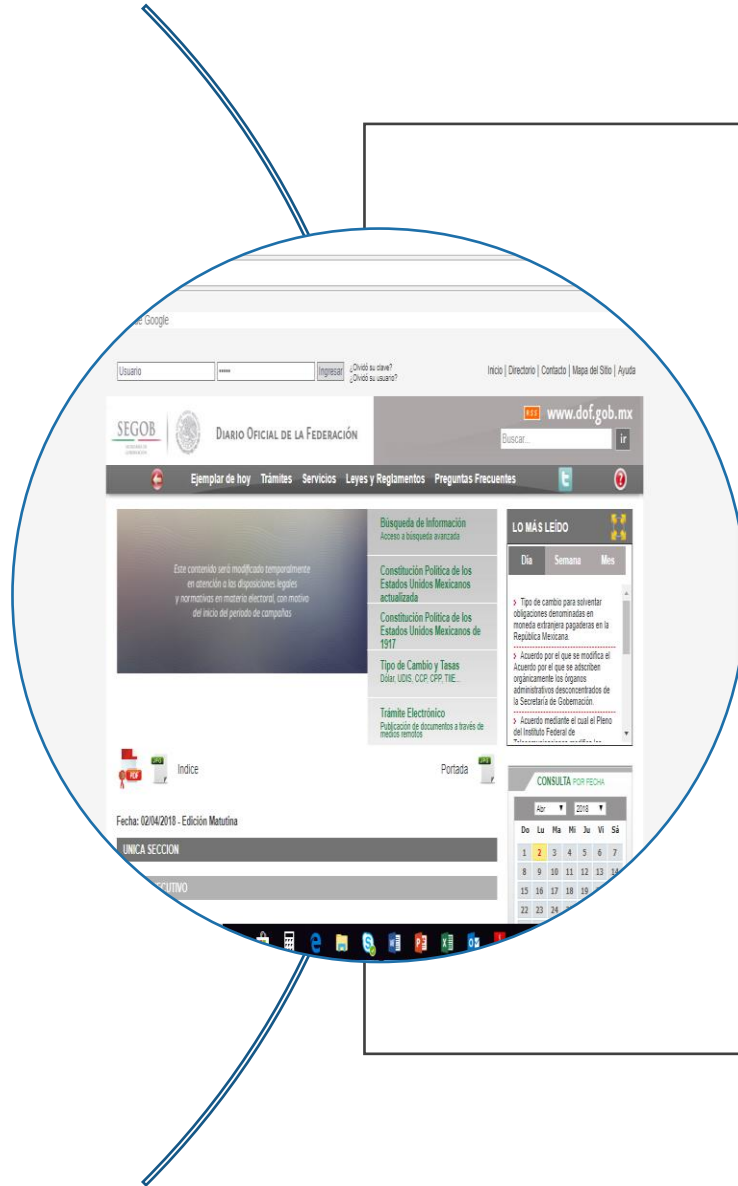 de Google
Usuario
Ingresar
¿Olvidó su clave?
¿Olvidó su usuario?
Inicio | Directorio | Contacto | Mapa del Sitio | Ayuda
SEGOB
DIARIO OFICIAL DE LA FEDERACIÓN
RSS www.dof.gob.mx
Buscar...
ir
Ejemplar de hoy Trámites Servicios Leyes y Reglamentos Preguntas Frecuentes
Este contenido será modificado temporalmente
en atención a las disposiciones legales
y normativas en materia electoral, con motivo
del inicio del periodo de campañas
Búsqueda de Información
Acceso a búsqueda avanzada
Constitución Política de los
Estados Unidos Mexicanos
actualizada
Constitución Política de los
Estados Unidos Mexicanos de
1917
Tipo de Cambio y Tasas
Dólar, UDIS, CCP, CPP, TIIE...
Trámite Electrónico
Publicación de documentos a través de
medios remotos
LO MÁS LEÍDO
Día Semana Mes
Tipo de cambio para solventar
obligaciones denominadas en
moneda extranjera pagaderas en la
República Mexicana.
Acuerdo por el que se modifica el
Acuerdo por el que se adscriben
orgánicamente los órganos
administrativos desconcentrados de
la Secretaría de Gobernación.
Acuerdo mediante el cual el Pleno
del Instituto Federal de
PDF
Indice
Portada
Fecha: 02/04/2018 - Edición Matutina
UNICA SECCION
CONSULTA POR FECHA
Abr 2018
Do Lu Ma Mi Ju Vi Sá
1 2 3 4 5 6 7
8 9 10 11 12 13 14
15 16 17 18 19
22 23 24